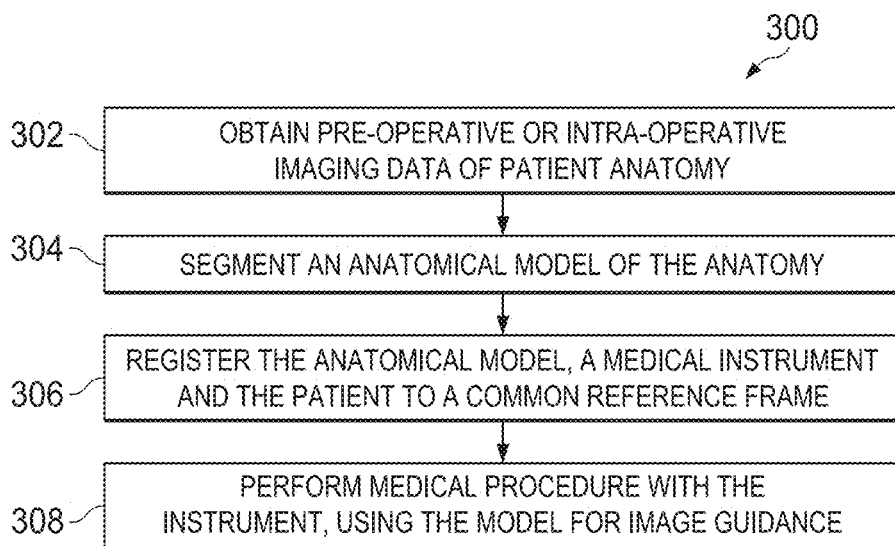 300
302
OBTAIN PRE-OPERATIVE OR INTRA-OPERATIVE
IMAGING DATA OF PATIENT ANATOMY
304
SEGMENT AN ANATOMICAL MODEL OF THE ANATOMY
306
REGISTER THE ANATOMICAL MODEL, A MEDICAL INSTRUMENT
AND THE PATIENT TO A COMMON REFERENCE FRAME
308
PERFORM MEDICAL PROCEDURE WITH THE
INSTRUMENT, USING THE MODEL FOR IMAGE GUIDANCE